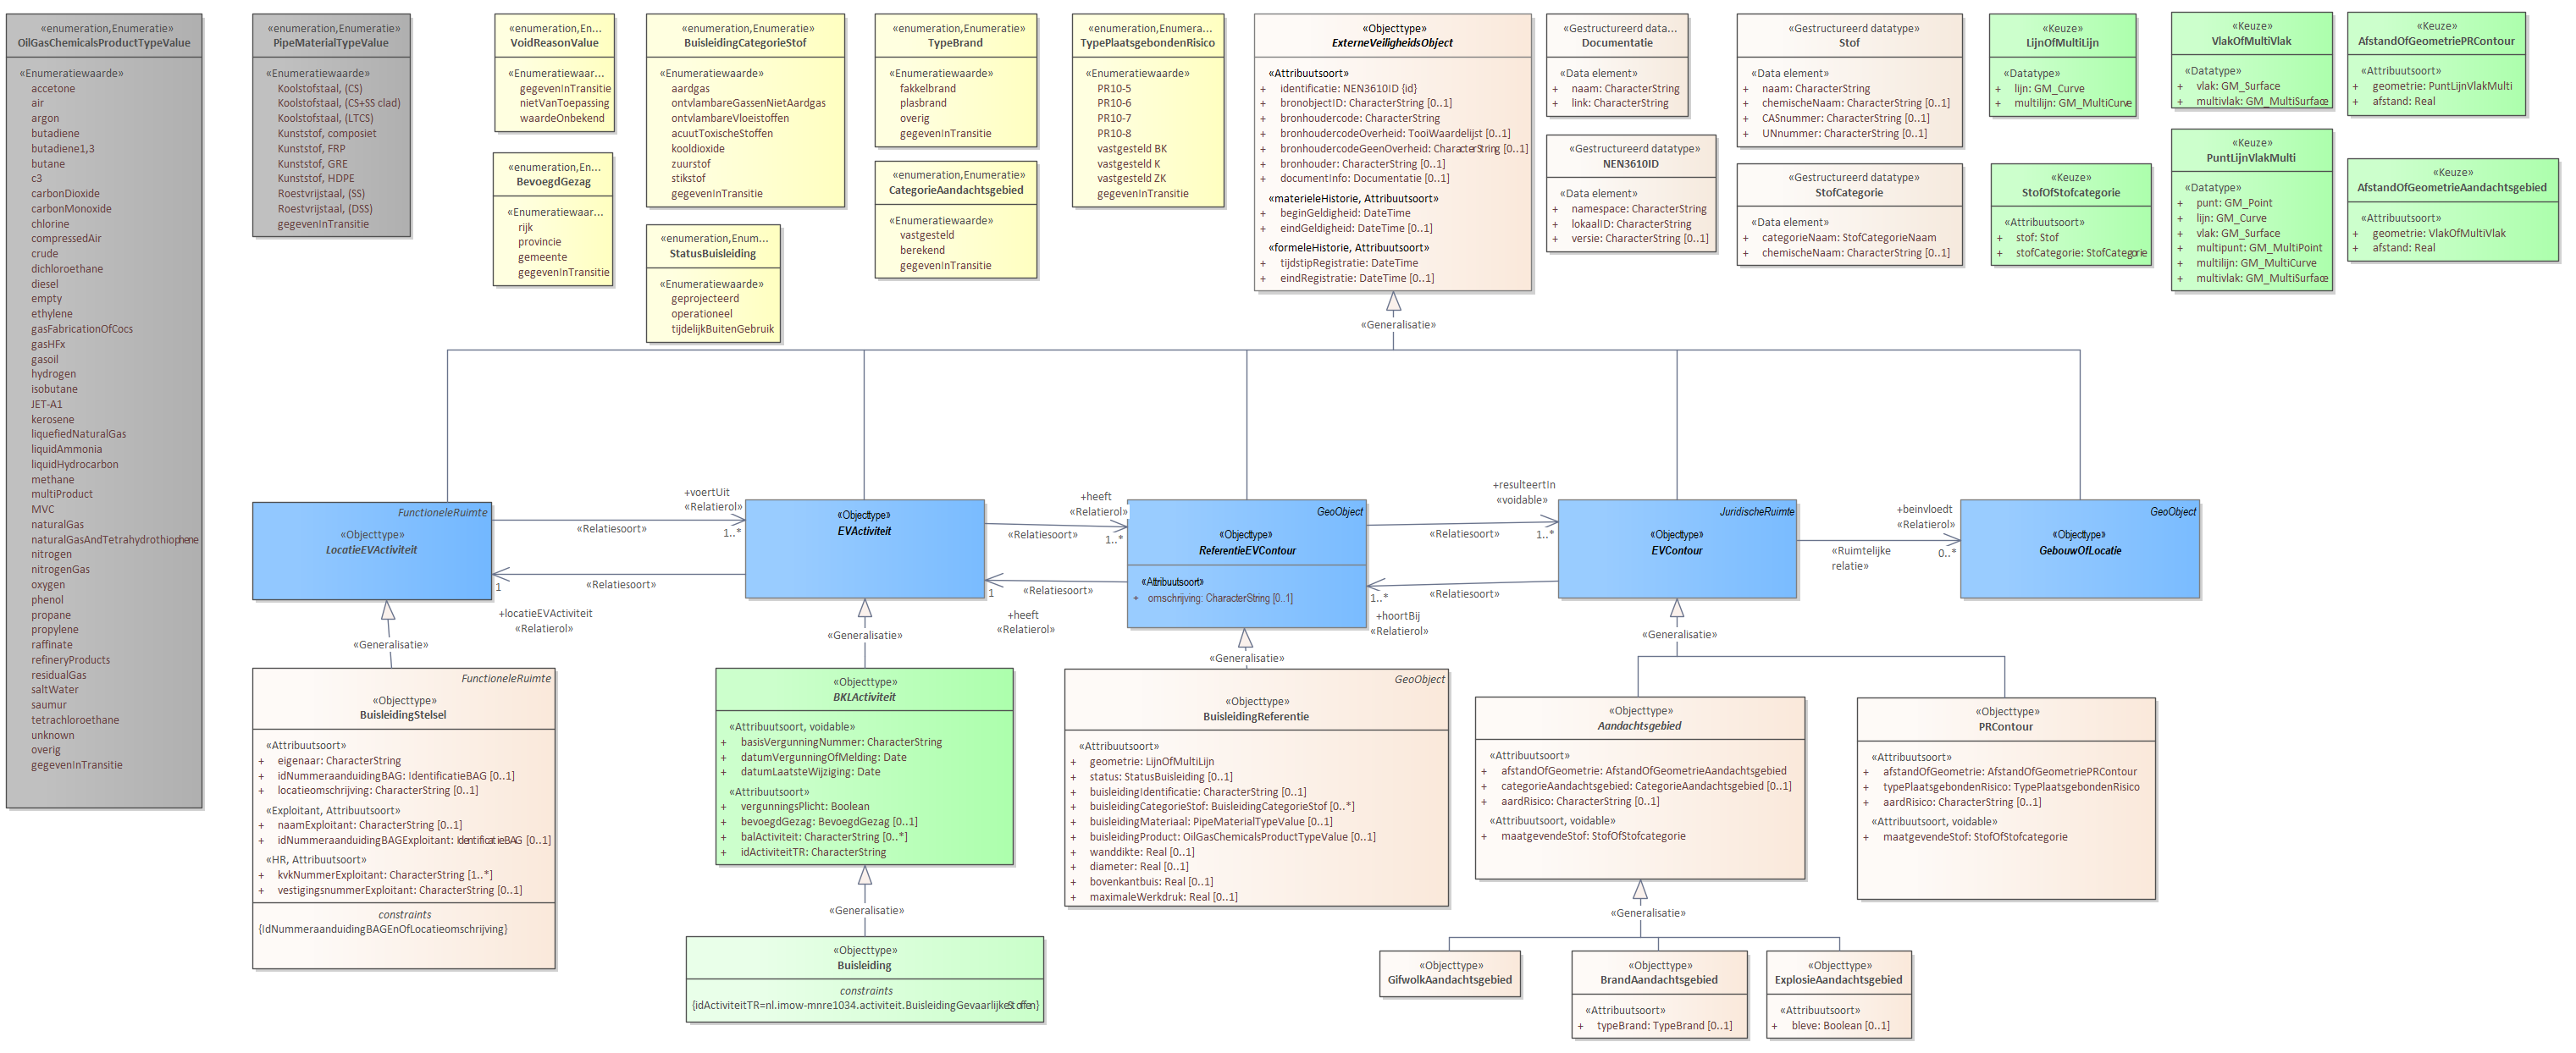 «enumeration,Enumeratie»
OilGasChemicalsProductTypeValue
«Enumeratiewaarde»
accetone
air
argon
butadiene
butadiene1,3
butane
c3
carbonDioxide
carbonMonoxide
chlorine
compressedAir
crude
dichloroethane
diesel
empty
ethylene
gasFabricationOfCocs
gasHFx
gasoil
hydrogen
isobutane
JET-A1
kerosene
liquefiedNaturalGas
liquidAmmonia
liquidHydrocarbon
methane
multiProduct
MVC
naturalGas
naturalGasAndTetrahydrothiophene
nitrogen
nitrogenGas
oxygen
phenol
propane
propylene
raffinate
refineryProducts
residualGas
saltWater
saumur
tetrachloroethane
unknown
overig
gegevenInTransitie
«enumeration,Enumeratie»
PipeMaterialTypeValue
«Enumeratiewaarde»
Koolstofstaal, (CS)
Koolstofstaal, (CS+SS clad)
Koolstofstaal, (LTCS)
Kunststof, composiet
Kunststof, FRP
Kunststof, GRE
Kunststof, HDPE
Roestvrijstaal, (SS)
Roestvrijstaal, (DSS)
gegevenInTransitie
«enumeration,En...
VoidReasonValue
«Enumeratiewaar...
gegevenInTransitie
nietVanToepassing
waardeOnbekend
«enumeration,En...
BevoegdGezag
«Enumeratiewaar...
rijk
provincie
gemeente
gegevenInTransitie
«enumeration,Enumeratie»
BuisleidingCategorieStof
«Enumeratiewaarde»
aardgas
ontvlambareGassenNietAardgas
ontvlambareVloeistoffen
acuutToxischeStoffen
kooldioxide
zuurstof
stikstof
gegevenInTransitie
«enumeration,Enum...
StatusBuisleiding
«Enumeratiewaarde»
geprojecteerd
operationeel
tijdelijkBuitenGebruik
«enumeration,Enumeratie»
TypeBrand
«Enumeratiewaarde»
fakkelbrand
plasbrand
overig
gegevenInTransitie
«enumeration,Enumeratie»
CategorieAandachtsgebied
«Enumeratiewaarde»
vastgesteld
berekend
gegevenInTransitie
«enumeration,Enumera...
TypePlaatsgebondenRisico
«Enumeratiewaarde»
PR10-5
PR10-6
PR10-7
PR10-8
vastgesteld BK
vastgesteld K
vastgesteld ZK
gegevenInTransitie
«Objecttype»
ExterneVeiligheidsObject
«Attribuutsoort»
+ identificatie: NEN3610ID {id}
+ bronobjectID: CharacterString [0..1]
+ bronhoudercode: CharacterString
+ bronhoudercodeOverheid: TooiWaardelijst [0..1]
+ bronhoudercodeGeenOverheid: CharacterString [0..1]
+ bronhouder: CharacterString [0..1]
+ documentInfo: Documentatie [0..1]
«materieleHistorie, Attribuutsoort»
+ beginGeldigheid: DateTime
+ eindGeldigheid: DateTime [0..1]
«formeleHistorie, Attribuutsoort»
+ tijdstipRegistratie: DateTime
+ eindRegistratie: DateTime [0..1]
«Gestructureerd data...
Documentatie
«Data element»
+ naam: CharacterString
+ link: CharacterString
«Gestructureerd datatype»
NEN3610ID
«Data element»
+ namespace: CharacterString
+ lokaalID: CharacterString
+ versie: CharacterString [0..1]
«Gestructureerd datatype»
Stof
«Data element»
+ naam: CharacterString
+ chemischeNaam: CharacterString [0..1]
+ CASnummer: CharacterString [0..1]
+ UNnummer: CharacterString [0..1]
«Gestructureerd datatype»
StofCategorie
«Data element»
+ categorieNaam: StofCategorieNaam
+ chemischeNaam: CharacterString [0..1]
«Keuze»
LijnOfMultiLijn
«Datatype»
+ lijn: GM_Curve
+ multilijn: GM_MultiCurve
«Keuze»
StofOfStofcategorie
«Attribuutsoort»
+ stof: Stof
+ stofCategorie: StofCategorie
«Keuze»
VlakOfMultiVlak
«Datatype»
+ vlak: GM_Surface
+ multivlak: GM_MultiSurface
«Keuze»
PuntLijnVlakMulti
«Datatype»
+ punt: GM_Point
+ lijn: GM_Curve
+ vlak: GM_Surface
+ multipunt: GM_MultiPoint
+ multilijn: GM_MultiCurve
+ multivlak: GM_MultiSurface
«Keuze»
AfstandOfGeometriePRContour
«Attribuutsoort»
+ geometrie: PuntLijnVlakMulti
+ afstand: Real
«Keuze»
AfstandOfGeometrieAandachtsgebied
«Attribuutsoort»
+ geometrie: VlakOfMultiVlak
+ afstand: Real
«Generalisatie»
FunctioneleRuimte
«Objecttype»
LocatieEVActiviteit
+voertUit
«Relatierol»
«Relatiesoort»
1..*
«Relatiesoort»
1
+locatieEVActiviteit
«Relatierol»
«Objecttype»
EVActiviteit
+heeft
«Relatierol»
«Relatiesoort»
1..*
«Relatiesoort»
1
+heeft
«Relatierol»
GeoObject
«Objecttype»
ReferentieEVContour
«Attribuutsoort»
+ omschrijving: CharacterString [0..1]
+resulteertIn
«voidable»
«Relatiesoort»
1..*
«Relatiesoort»
1..*
+hoortBij
«Relatierol»
JuridischeRuimte
«Objecttype»
EVContour
+beinvloedt
«Relatierol»
«Ruimtelijke
relatie»
0..*
GeoObject
«Objecttype»
GebouwOfLocatie
«Generalisatie»
«Generalisatie»
«Generalisatie»
«Generalisatie»
FunctioneleRuimte
«Objecttype»
BuisleidingStelsel
«Attribuutsoort»
+ eigenaar: CharacterString
+ idNummeraanduidingBAG: IdentificatieBAG [0..1]
+ locatieomschrijving: CharacterString [0..1]
«Exploitant, Attribuutsoort»
+ naamExploitant: CharacterString [0..1]
+ idNummeraanduidingBAGExploitant: IdentificatieBAG [0..1]
«HR, Attribuutsoort»
+ kvkNummerExploitant: CharacterString [1..*]
+ vestigingsnummerExploitant: CharacterString [0..1]
constraints
{IdNummeraanduidingBAGEnOfLocatieomschrijving}
«Objecttype»
BKLActiviteit
«Attribuutsoort, voidable»
+ basisVergunningNummer: CharacterString
+ datumVergunningOfMelding: Date
+ datumLaatsteWijziging: Date
«Attribuutsoort»
+ vergunningsPlicht: Boolean
+ bevoegdGezag: BevoegdGezag [0..1]
+ balActiviteit: CharacterString [0..*]
+ idActiviteitTR: CharacterString
«Generalisatie»
«Objecttype»
Buisleiding
constraints
{idActiviteitTR=nl.imow-mnre1034.activiteit.BuisleidingGevaarlijkeStoffen}
GeoObject
«Objecttype»
BuisleidingReferentie
«Attribuutsoort»
+ geometrie: LijnOfMultiLijn
+ status: StatusBuisleiding [0..1]
+ buisleidingIdentificatie: CharacterString [0..1]
+ buisleidingCategorieStof: BuisleidingCategorieStof [0..*]
+ buisleidingMateriaal: PipeMaterialTypeValue [0..1]
+ buisleidingProduct: OilGasChemicalsProductTypeValue [0..1]
+ wanddikte: Real [0..1]
+ diameter: Real [0..1]
+ bovenkantbuis: Real [0..1]
+ maximaleWerkdruk: Real [0..1]
«Objecttype»
Aandachtsgebied
«Attribuutsoort»
+ afstandOfGeometrie: AfstandOfGeometrieAandachtsgebied
+ categorieAandachtsgebied: CategorieAandachtsgebied [0..1]
+ aardRisico: CharacterString [0..1]
«Attribuutsoort, voidable»
+ maatgevendeStof: StofOfStofcategorie
«Objecttype»
PRContour
«Attribuutsoort»
+ afstandOfGeometrie: AfstandOfGeometriePRContour
+ typePlaatsgebondenRisico: TypePlaatsgebondenRisico
+ aardRisico: CharacterString [0..1]
«Attribuutsoort, voidable»
+ maatgevendeStof: StofOfStofcategorie
«Generalisatie»
«Objecttype»
GifwolkAandachtsgebied
«Objecttype»
BrandAandachtsgebied
«Attribuutsoort»
+ typeBrand: TypeBrand [0..1]
«Objecttype»
ExplosieAandachtsgebied
«Attribuutsoort»
+ bleve: Boolean [0..1]